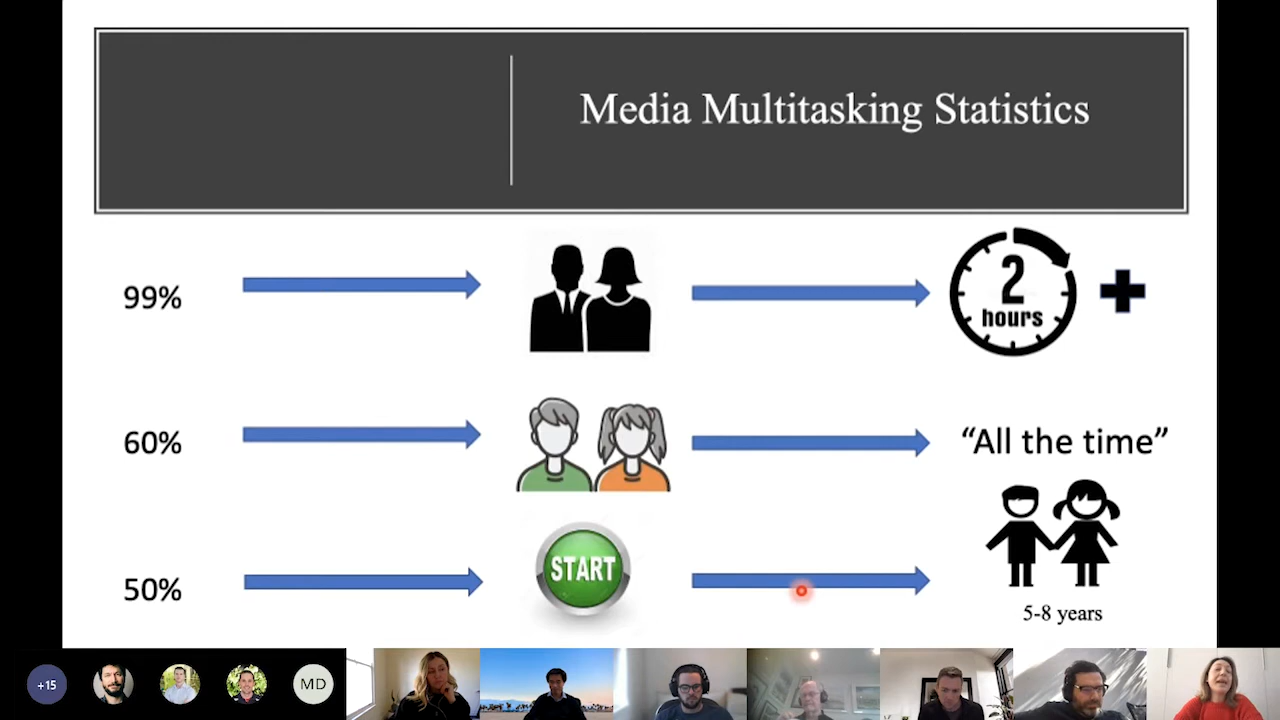 Media Multitasking Statistics
99%
2
hours
60%
“All the time”
50%
START
5-8 years
+15
MD